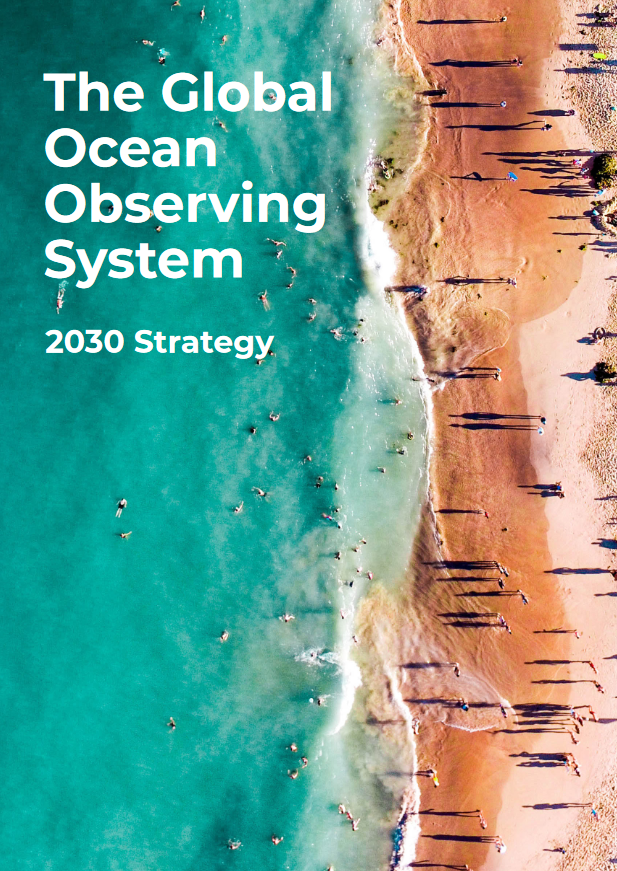 The Global
Ocean
Observing
System
2030 Strategy